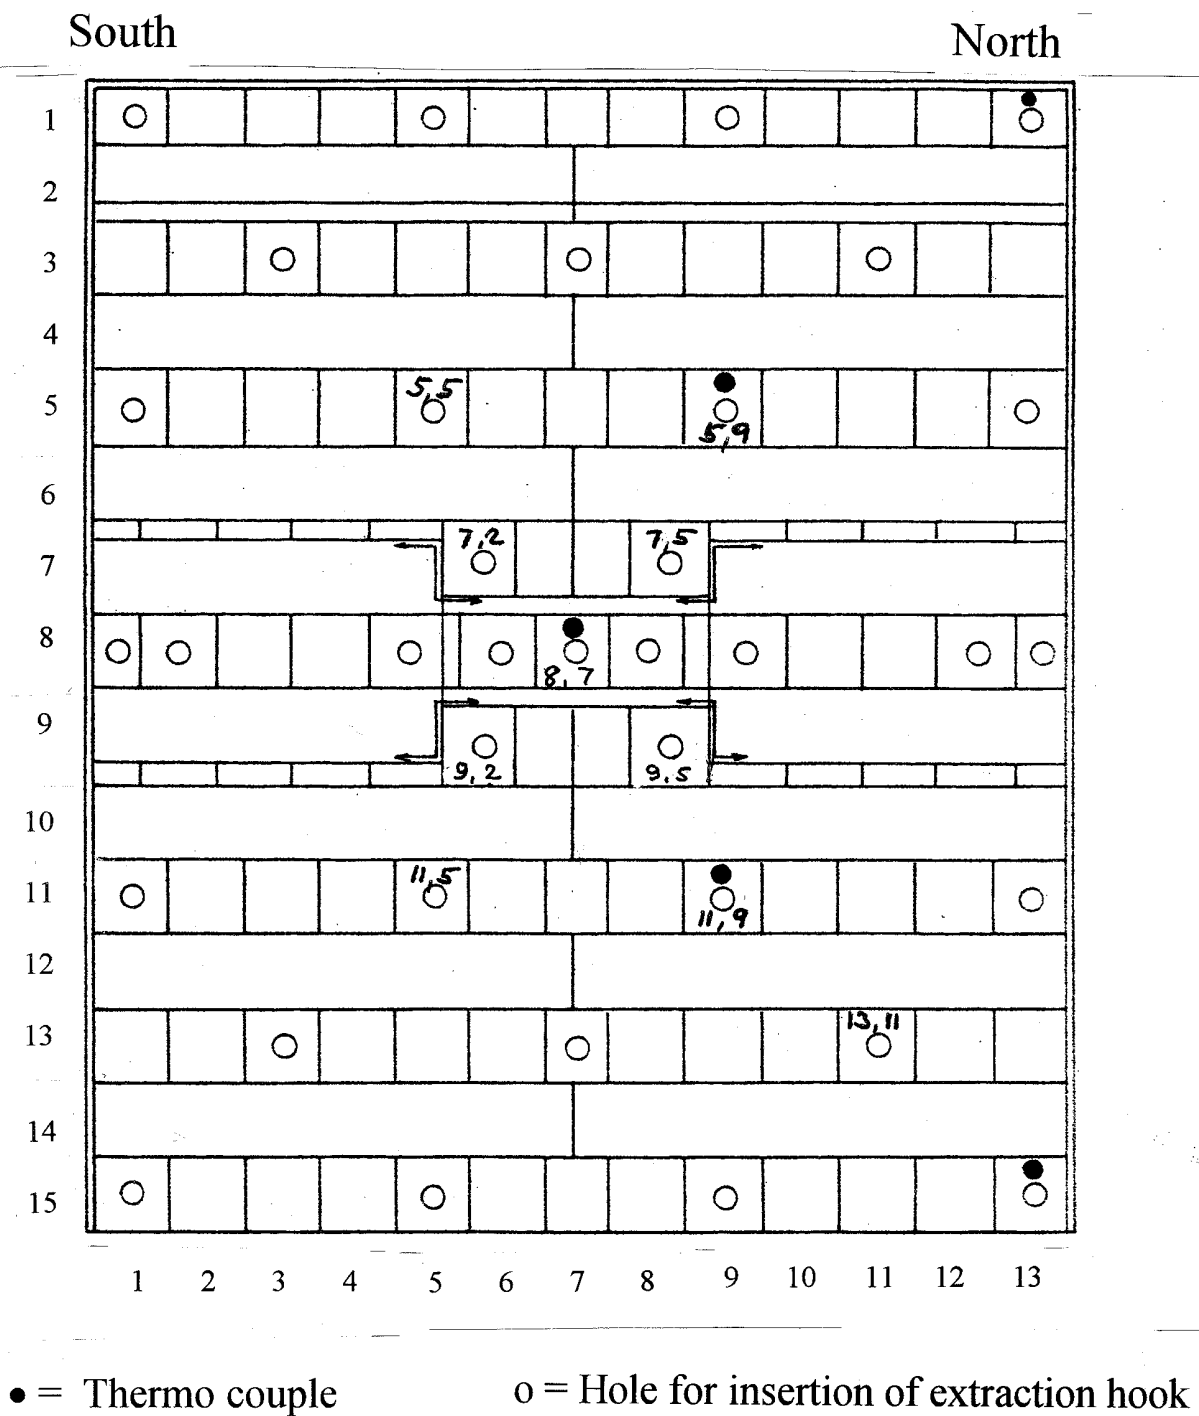 South North
1
2
3
4
5 5,5 5,9
6
7 7,2 7,5
8 8,7
9 9,2 9,5
10
11 11,5 11,9
12
13 13,11
14
15
1 2 3 4 5 6 7 8 9 10 11 12 13
● = Thermo couple o = Hole for insertion of extraction hook